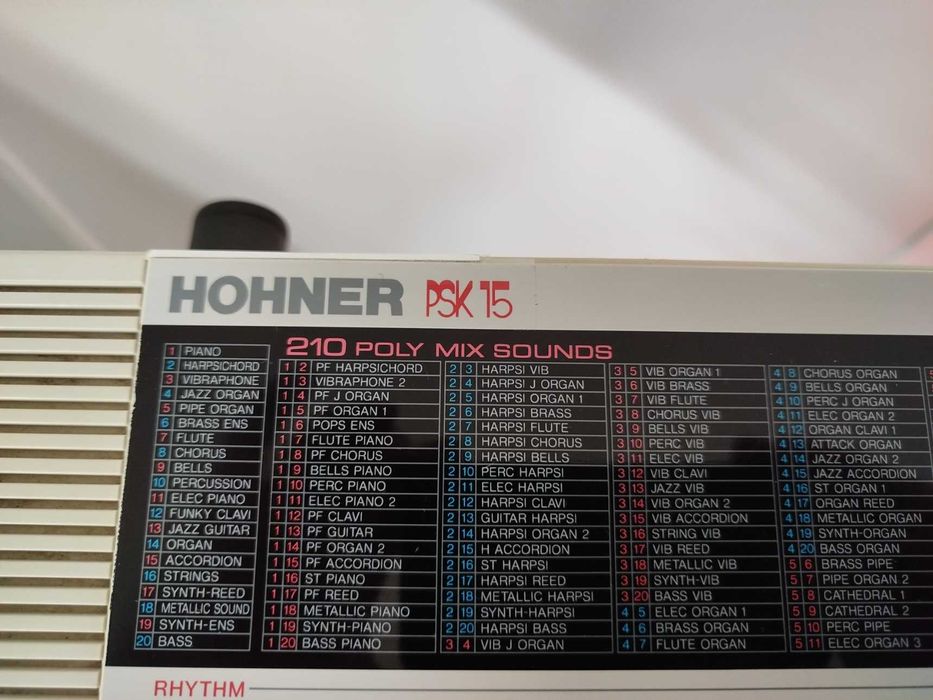 HOHNER PSK 15
210 POLY MIX SOUNDS
1 PIANO
2 HARPSICHORD
3 VIBRAPHONE
4 JAZZ ORGAN
5 PIPE ORGAN
6 BRASS ENS
7 FLUTE
8 CHORUS
9 BELLS
10 PERCUSSION
11 ELEC PIANO
12 FUNKY CLAVI
13 JAZZ GUITAR
14 ORGAN
15 ACCORDION
16 STRINGS
17 SYNTH-REED
18 METALLIC SOUND
19 SYNTH-ENS
20 BASS
1 2 PF HARPSICHORD
1 3 VIBRAPHONE 2
1 4 PF J ORGAN
1 5 PF ORGAN 1
1 6 POPS ENS
1 7 FLUTE PIANO
1 8 PF CHORUS
1 9 BELLS PIANO
1 10 PERC PIANO
1 11 ELEC PIANO 2
1 12 PF CLAVI
1 13 PF GUITAR
1 14 PF ORGAN 2
1 15 PF ACCORDION
1 16 ST PIANO
1 17 PF REED
1 18 METALLIC PIANO
1 19 SYNTH-PIANO
1 20 BASS PIANO
2 3 HARPSI VIB
2 4 HARPSI J ORGAN
2 5 HARPSI ORGAN 1
2 6 HARPSI BRASS
2 7 HARPSI FLUTE
2 8 HARPSI CHORUS
2 9 HARPSI BELLS
2 10 PERC HARPSI
2 11 ELEC HARPSI
2 12 HARPSI CLAVI
2 13 GUITAR HARPSI
2 14 HARPSI ORGAN 2
2 15 H ACCORDION
2 16 ST HARPSI
2 17 HARPSI REED
2 18 METALLIC HARPSI
2 19 SYNTH-HARPSI
2 20 HARPSI BASS
3 4 VIB J ORGAN
3 5 VIB ORGAN 1
3 6 VIB BRASS
3 7 VIB FLUTE
3 8 CHORUS VIB
3 9 BELLS VIB
3 10 PERC VIB
3 11 ELEC VIB
3 12 VIB CLAVI
3 13 JAZZ VIB
3 14 VIB ORGAN 2
3 15 VIB ACCORDION
3 16 STRING VIB
3 17 VIB REED
3 18 METALLIC VIB
3 19 SYNTH-VIB
3 20 BASS VIB
4 5 ELEC ORGAN 1
4 6 BRASS ORGAN
4 7 FLUTE ORGAN
4 8 CHORUS ORGAN
4 9 BELLS ORGAN
4 10 PERC J ORGAN
4 11 ELEC ORGAN 2
4 12 ORGAN CLAVI 1
4 13 ATTACK ORGAN
4 14 JAZZ ORGAN 2
4 15 JAZZ ACCORDION
4 16 ST ORGAN 1
4 17 ORGAN REED
4 18 METALLIC ORGAN
4 19 SYNTH-ORGAN
4 20 BASS ORGAN
5 6 BRASS PIPE
5 7 PIPE ORGAN 2
5 8 CATHEDRAL 1
5 9 CATHEDRAL 2
5 10 PERC PIPE
5 11 ELEC ORGAN 3
RHYTHM